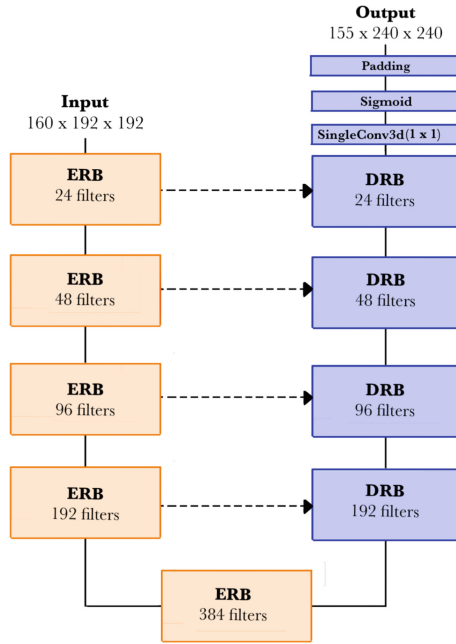 Output
155 x 240 x 240
Padding
Sigmoid
SingleConv3d(1 x 1)
Input
160 x 192 x 192
ERB
24 filters
DRB
24 filters
ERB
48 filters
DRB
48 filters
ERB
96 filters
DRB
96 filters
ERB
192 filters
DRB
192 filters
ERB
384 filters